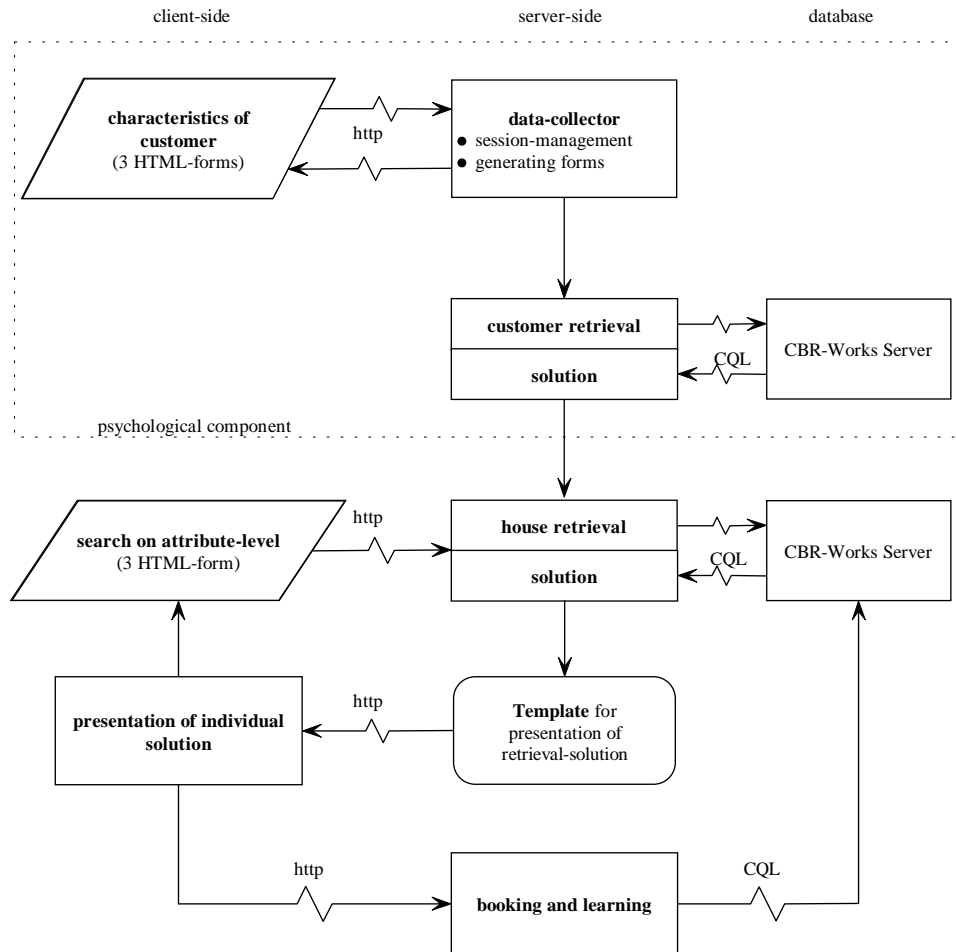 client-side
server-side
database
characteristics of
customer
(3 HTML-forms)
http
data-collector
● session-management
● generating forms
customer retrieval
solution
CQL
CBR-Works Server
psychological component
search on attribute-level
(3 HTML-form)
http
house retrieval
solution
CQL
CBR-Works Server
presentation of individual
solution
http
Template for
presentation of
retrieval-solution
http
booking and learning
CQL